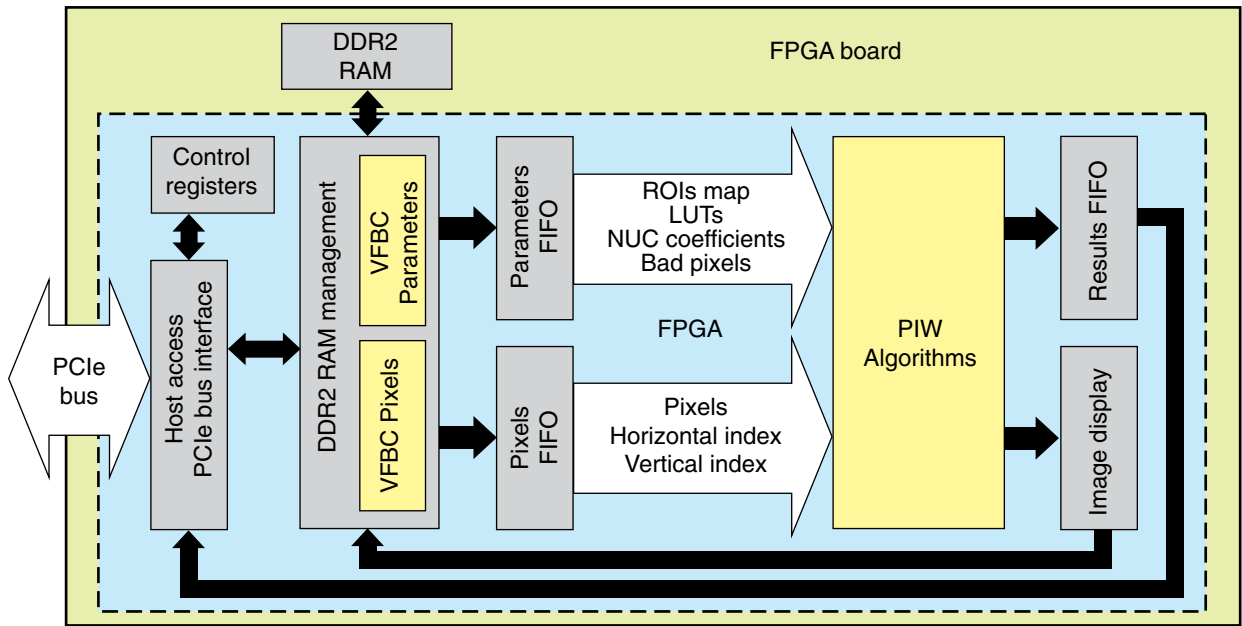 DDR2
RAM
FPGA board
Control
registers
Host access
PCIe bus interface
PCIe
bus
DDR2 RAM management
VFBC
Parameters
VFBC Pixels
Parameters
FIFO
Pixels
FIFO
ROIs map
LUTs
NUC coefficients
Bad pixels
FPGA
Pixels
Horizontal index
Vertical index
PIW
Algorithms
Results FIFO
Image display